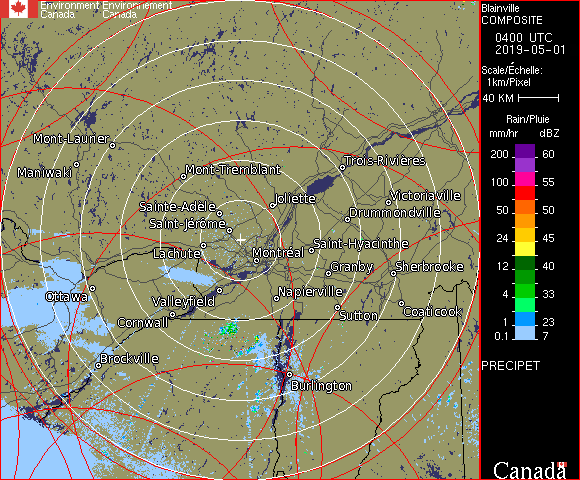 Environment Environnement
Canada Canada
Blainville
COMPOSITE
0400 UTC
2019-05-01
Scale/Échelle:
1km/Pixel
40 KM
Rain/Pluie
mm/hr dBZ
200 60
100 55
50 50
24 45
12 40
4 33
1 23
0.1 7
PRECIPET
Canada
Mont-Laurier
Maniwaki
Mont-Tremblant
Trois-Rivières
Joliette
Victoriaville
Sainte-Adèle
Drummondville
Saint-Jérôme
Lachute
Montréal
Saint-Hyacinthe
Granby
Sherbrooke
Ottawa
Valleyfield
Napierville
Cornwall
Sutton
Coaticook
Brockville
Burlington